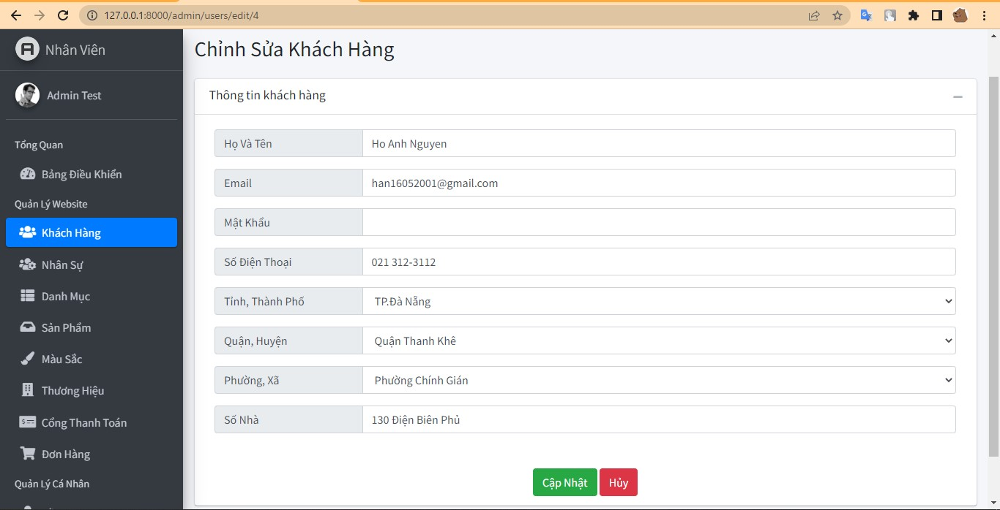 127.0.0.1:8000/admin/users/edit/4
Nhân Viên
Admin Test
Tổng Quan
Bảng Điều Khiển
Quản Lý Website
Khách Hàng
Nhân Sự
Danh Mục
Sản Phẩm
Màu Sắc
Thương Hiệu
Cổng Thanh Toán
Đơn Hàng
Quản Lý Cá Nhân
Chỉnh Sửa Khách Hàng
Thông tin khách hàng
Họ Và Tên Ho Anh Nguyen
Email han16052001@gmail.com
Mật Khẩu
Số Điện Thoại 021 312-3112
Tỉnh, Thành Phố TP.Đà Nẵng
Quận, Huyện Quận Thanh Khê
Phường, Xã Phường Chính Gián
Số Nhà 130 Điện Biên Phủ
Cập Nhật Hủy